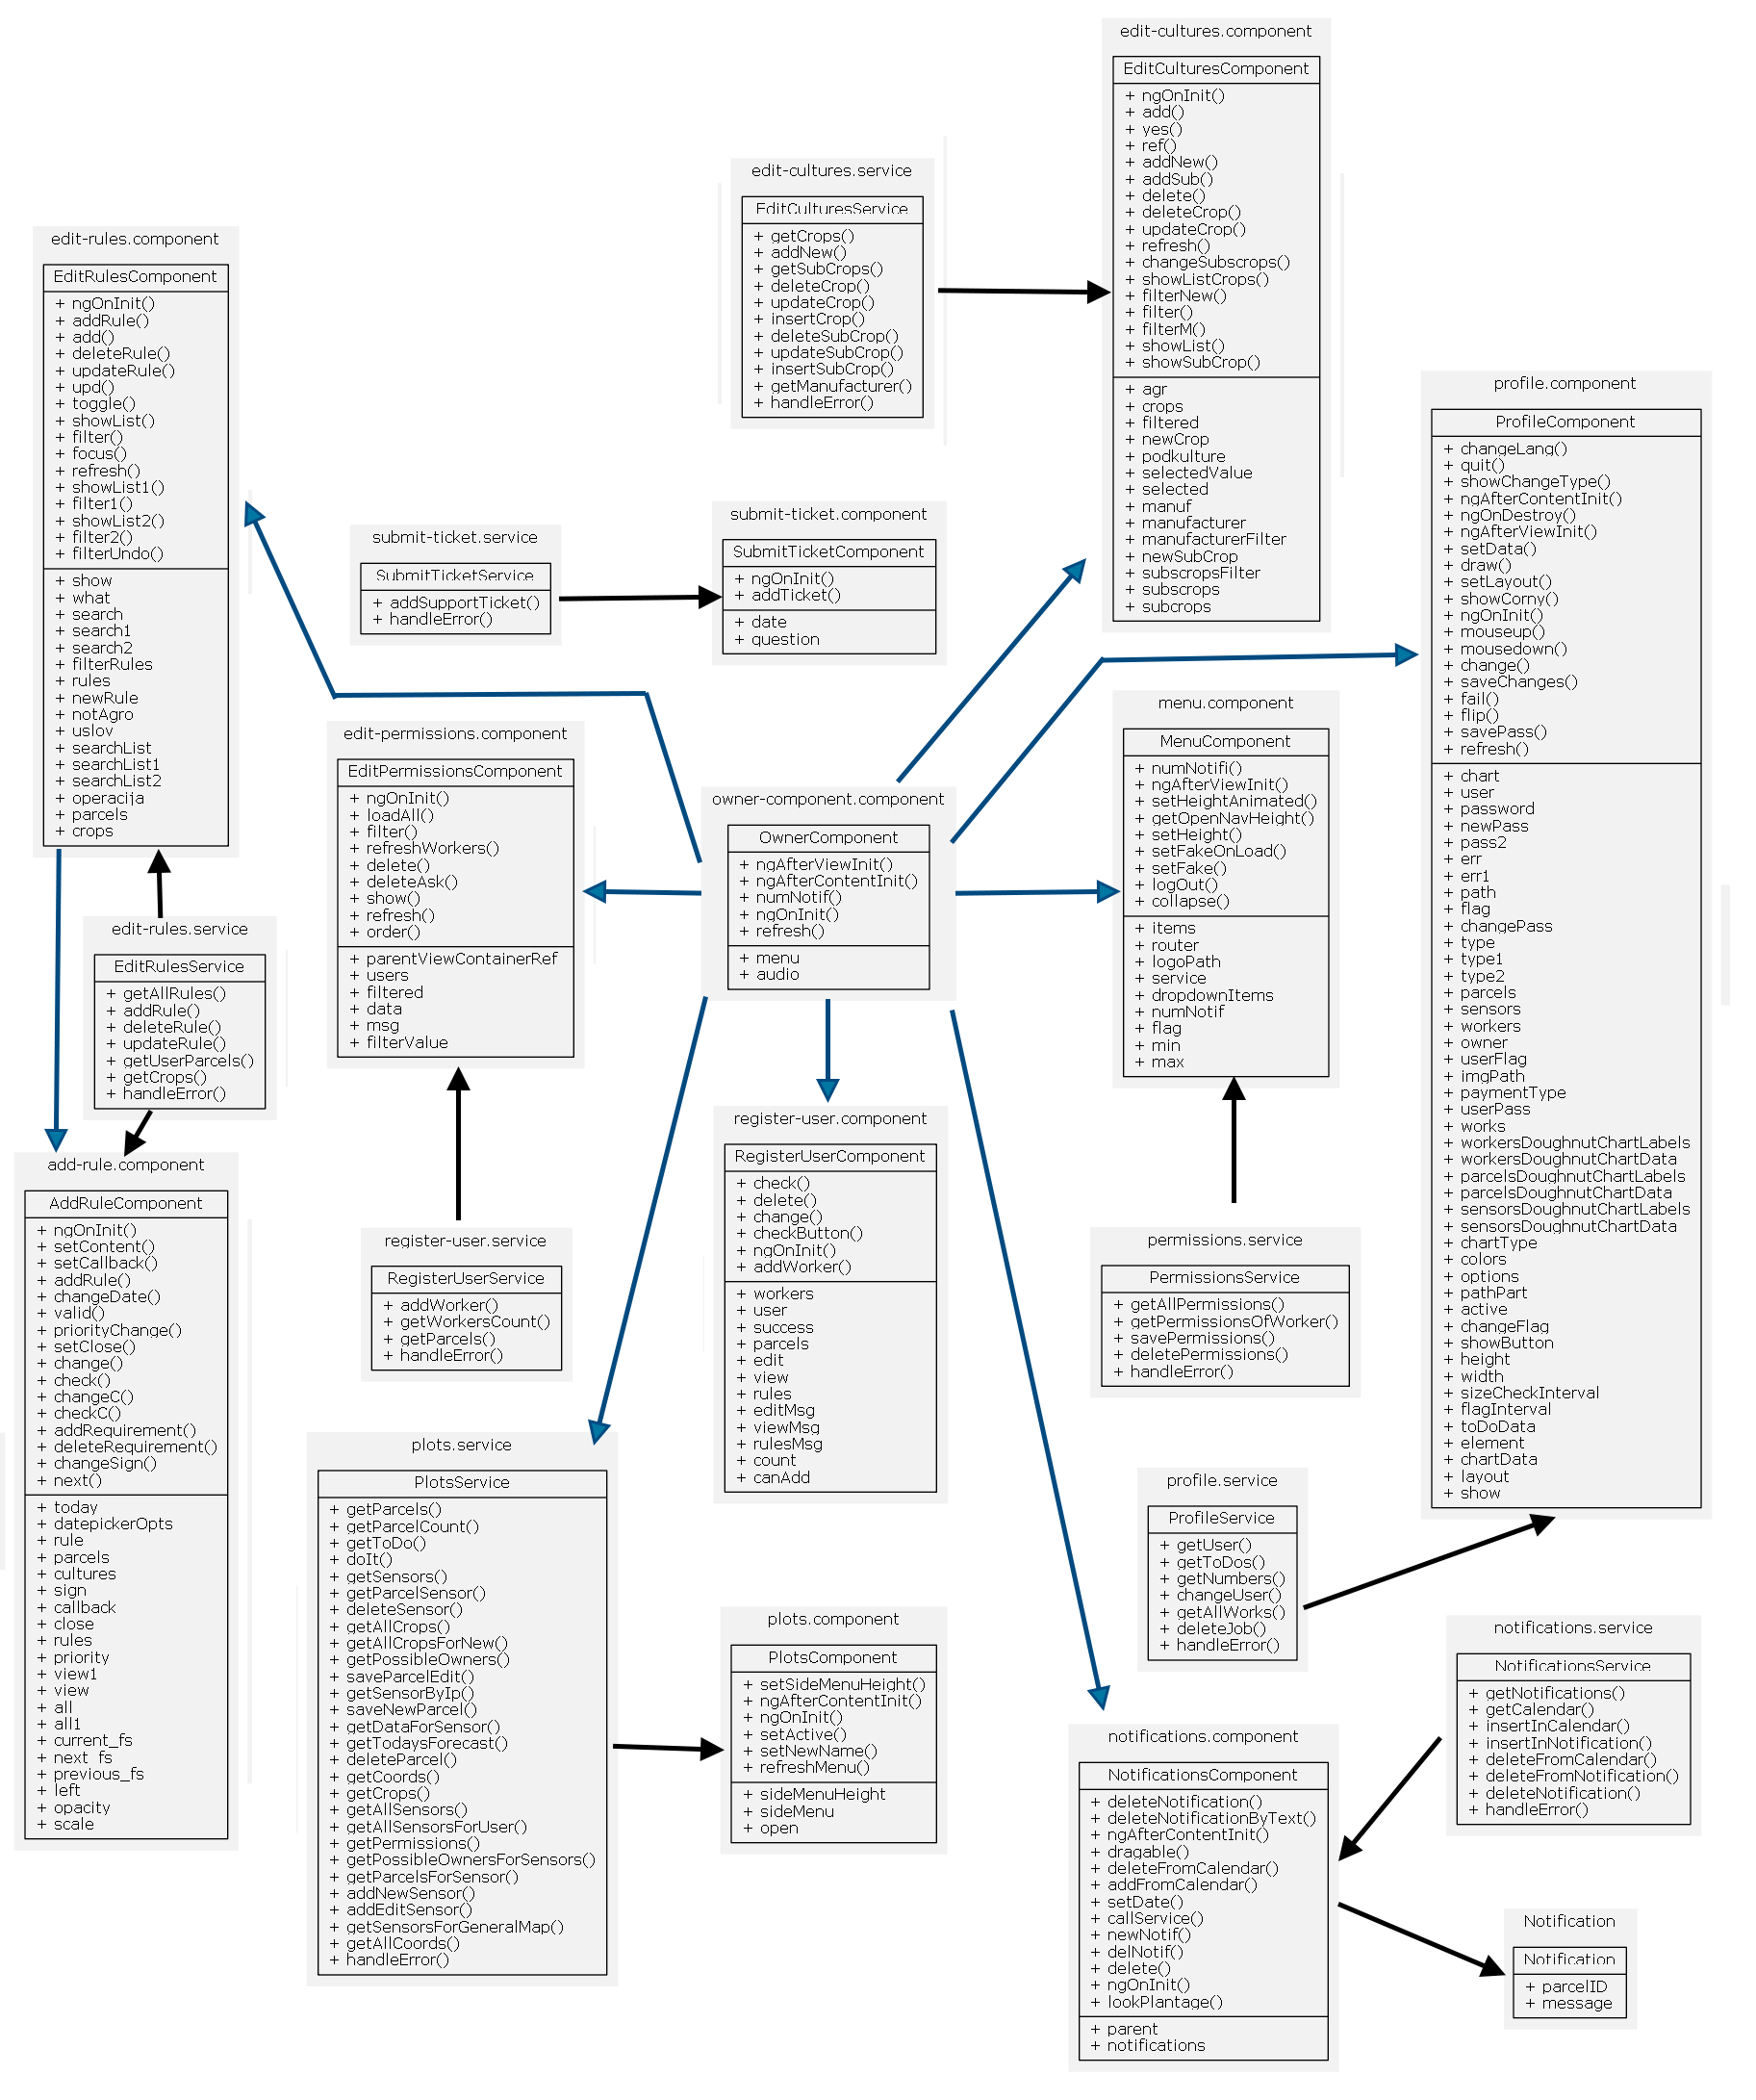 edit-cultures.component
EditCulturesComponent
+ ngOnInit()
+ add()
+ yes()
+ ref()
+ addNew()
+ addSub()
+ delete()
+ deleteCrop()
+ updateCrop()
+ refresh()
+ changeSubscrops()
+ showListCrops()
+ filterNew()
+ filter()
+ filterM()
+ showList()
+ showSubCrop()
+ agr
+ crops
+ filtered
+ newCrop
+ podkulture
+ selectedValue
+ selected
+ manuf
+ manufacturer
+ manufacturerFilter
+ newSubCrop
+ subscropsFilter
+ subscrops
+ subcrops
edit-cultures.service
EditCulturesService
+ getCrops()
+ addNew()
+ getSubCrops()
+ deleteCrop()
+ updateCrop()
+ insertCrop()
+ deleteSubCrop()
+ updateSubCrop()
+ insertSubCrop()
+ getManufacturer()
+ handleError()
edit-rules.component
EditRulesComponent
+ ngOnInit()
+ addRule()
+ add()
+ deleteRule()
+ updateRule()
+ upd()
+ toggle()
+ showList()
+ filter()
+ focus()
+ refresh()
+ showList1()
+ filter1()
+ showList2()
+ filter2()
+ filterUndo()
+ show
+ what
+ search
+ search1
+ search2
+ filterRules
+ rules
+ newRule
+ notAgro
+ uslov
+ searchList
+ searchList1
+ searchList2
+ operacija
+ parcels
+ crops
profile.component
ProfileComponent
+ changeLang()
+ quit()
+ showChangeType()
+ ngAfterContentInit()
+ ngOnDestroy()
+ ngAfterViewInit()
+ setData()
+ draw()
+ setLayout()
+ showCorny()
+ ngOnInit()
+ mouseup()
+ mousedown()
+ change()
+ saveChanges()
+ fail()
+ flip()
+ savePass()
+ refresh()
+ chart
+ user
+ password
+ newPass
+ pass2
+ err
+ err1
+ path
+ flag
+ changePass
+ type
+ type1
+ type2
+ parcels
+ sensors
+ workers
+ owner
+ userFlag
+ imgPath
+ paymentType
+ userPass
+ works
+ workersDoughnutChartLabels
+ workersDoughnutChartData
+ parcelsDoughnutChartLabels
+ parcelsDoughnutChartData
+ sensorsDoughnutChartLabels
+ sensorsDoughnutChartData
+ chartType
+ colors
+ options
+ pathPart
+ active
+ changeFlag
+ showButton
+ height
+ width
+ sizeCheckInterval
+ flagInterval
+ toDoData
+ element
+ chartData
+ layout
+ show
submit-ticket.service
SubmitTicketService
+ addSupportTicket()
+ handleError()
submit-ticket.component
SubmitTicketComponent
+ ngOnInit()
+ addTicket()
+ date
+ question
edit-permissions.component
EditPermissionsComponent
+ ngOnInit()
+ loadAll()
+ filter()
+ refreshWorkers()
+ delete()
+ deleteAsk()
+ show()
+ refresh()
+ order()
+ parentViewContainerRef
+ users
+ filtered
+ data
+ msg
+ filterValue
owner-component.component
OwnerComponent
+ ngAfterViewInit()
+ ngAfterContentInit()
+ numNotif()
+ ngOnInit()
+ refresh()
+ menu
+ audio
menu.component
MenuComponent
+ numNotifi()
+ ngAfterViewInit()
+ setHeightAnimated()
+ getOpenNavHeight()
+ setHeight()
+ setFakeOnLoad()
+ setFake()
+ logOut()
+ collapse()
+ items
+ router
+ logoPath
+ service
+ dropdownItems
+ numNotif
+ flag
+ min
+ max
edit-rules.service
EditRulesService
+ getAllRules()
+ addRule()
+ deleteRule()
+ updateRule()
+ getUserParcels()
+ getCrops()
+ handleError()
add-rule.component
AddRuleComponent
+ ngOnInit()
+ setContent()
+ setCallback()
+ addRule()
+ changeDate()
+ valid()
+ priorityChange()
+ setClose()
+ change()
+ check()
+ changeC()
+ checkC()
+ addRequirement()
+ deleteRequirement()
+ changeSign()
+ next()
+ today
+ datepickerOpts
+ rule
+ parcels
+ cultures
+ sign
+ callback
+ close
+ rules
+ priority
+ view1
+ view
+ all
+ all1
+ current_fs
+ next_fs
+ previous_fs
+ left
+ opacity
+ scale
register-user.service
RegisterUserService
+ addWorker()
+ getWorkersCount()
+ getParcels()
+ handleError()
register-user.component
RegisterUserComponent
+ check()
+ delete()
+ change()
+ checkButton()
+ ngOnInit()
+ addWorker()
+ workers
+ user
+ success
+ parcels
+ edit
+ view
+ rules
+ editMsg
+ viewMsg
+ rulesMsg
+ count
+ canAdd
permissions.service
PermissionsService
+ getAllPermissions()
+ getPermissionsOfWorker()
+ savePermissions()
+ deletePermissions()
+ handleError()
plots.service
PlotsService
+ getParcels()
+ getParcelCount()
+ getToDo()
+ doIt()
+ getSensors()
+ getParcelSensor()
+ deleteSensor()
+ getAllCrops()
+ getAllCropsForNew()
+ getPossibleOwners()
+ saveParcelEdit()
+ getSensorByIp()
+ saveNewParcel()
+ getDataForSensor()
+ getTodaysForecast()
+ deleteParcel()
+ getCoords()
+ getCrops()
+ getAllSensors()
+ getAllSensorsForUser()
+ getPermissions()
+ getPossibleOwnersForSensors()
+ getParcelsForSensor()
+ addNewSensor()
+ addEditSensor()
+ getSensorsForGeneralMap()
+ getAllCoords()
+ handleError()
plots.component
PlotsComponent
+ setSideMenuHeight()
+ ngAfterContentInit()
+ ngOnInit()
+ setActive()
+ setNewName()
+ refreshMenu()
+ sideMenuHeight
+ sideMenu
+ open
profile.service
ProfileService
+ getUser()
+ getToDos()
+ getNumbers()
+ changeUser()
+ getAllWorks()
+ deleteJob()
+ handleError()
notifications.service
NotificationsService
+ getNotifications()
+ getCalendar()
+ insertInCalendar()
+ insertInNotification()
+ deleteFromCalendar()
+ deleteFromNotification()
+ deleteNotification()
+ handleError()
notifications.component
NotificationsComponent
+ deleteNotification()
+ deleteNotificationByText()
+ ngAfterContentInit()
+ dragable()
+ deleteFromCalendar()
+ addFromCalendar()
+ setDate()
+ callService()
+ newNotif()
+ delNotif()
+ delete()
+ ngOnInit()
+ lookPlantage()
+ parent
+ notifications
Notification
Notification
+ parcelID
+ message